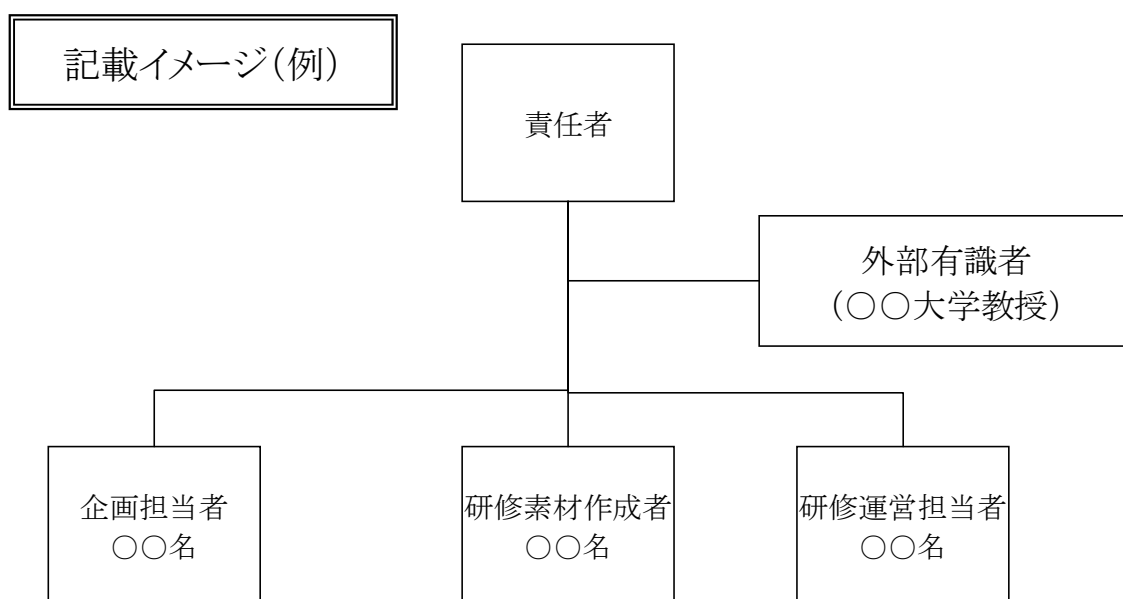 記載イメージ(例)
責任者
外部有識者
(○○大学教授)
企画担当者
○○名
研修素材作成者
○○名
研修運営担当者
○○名